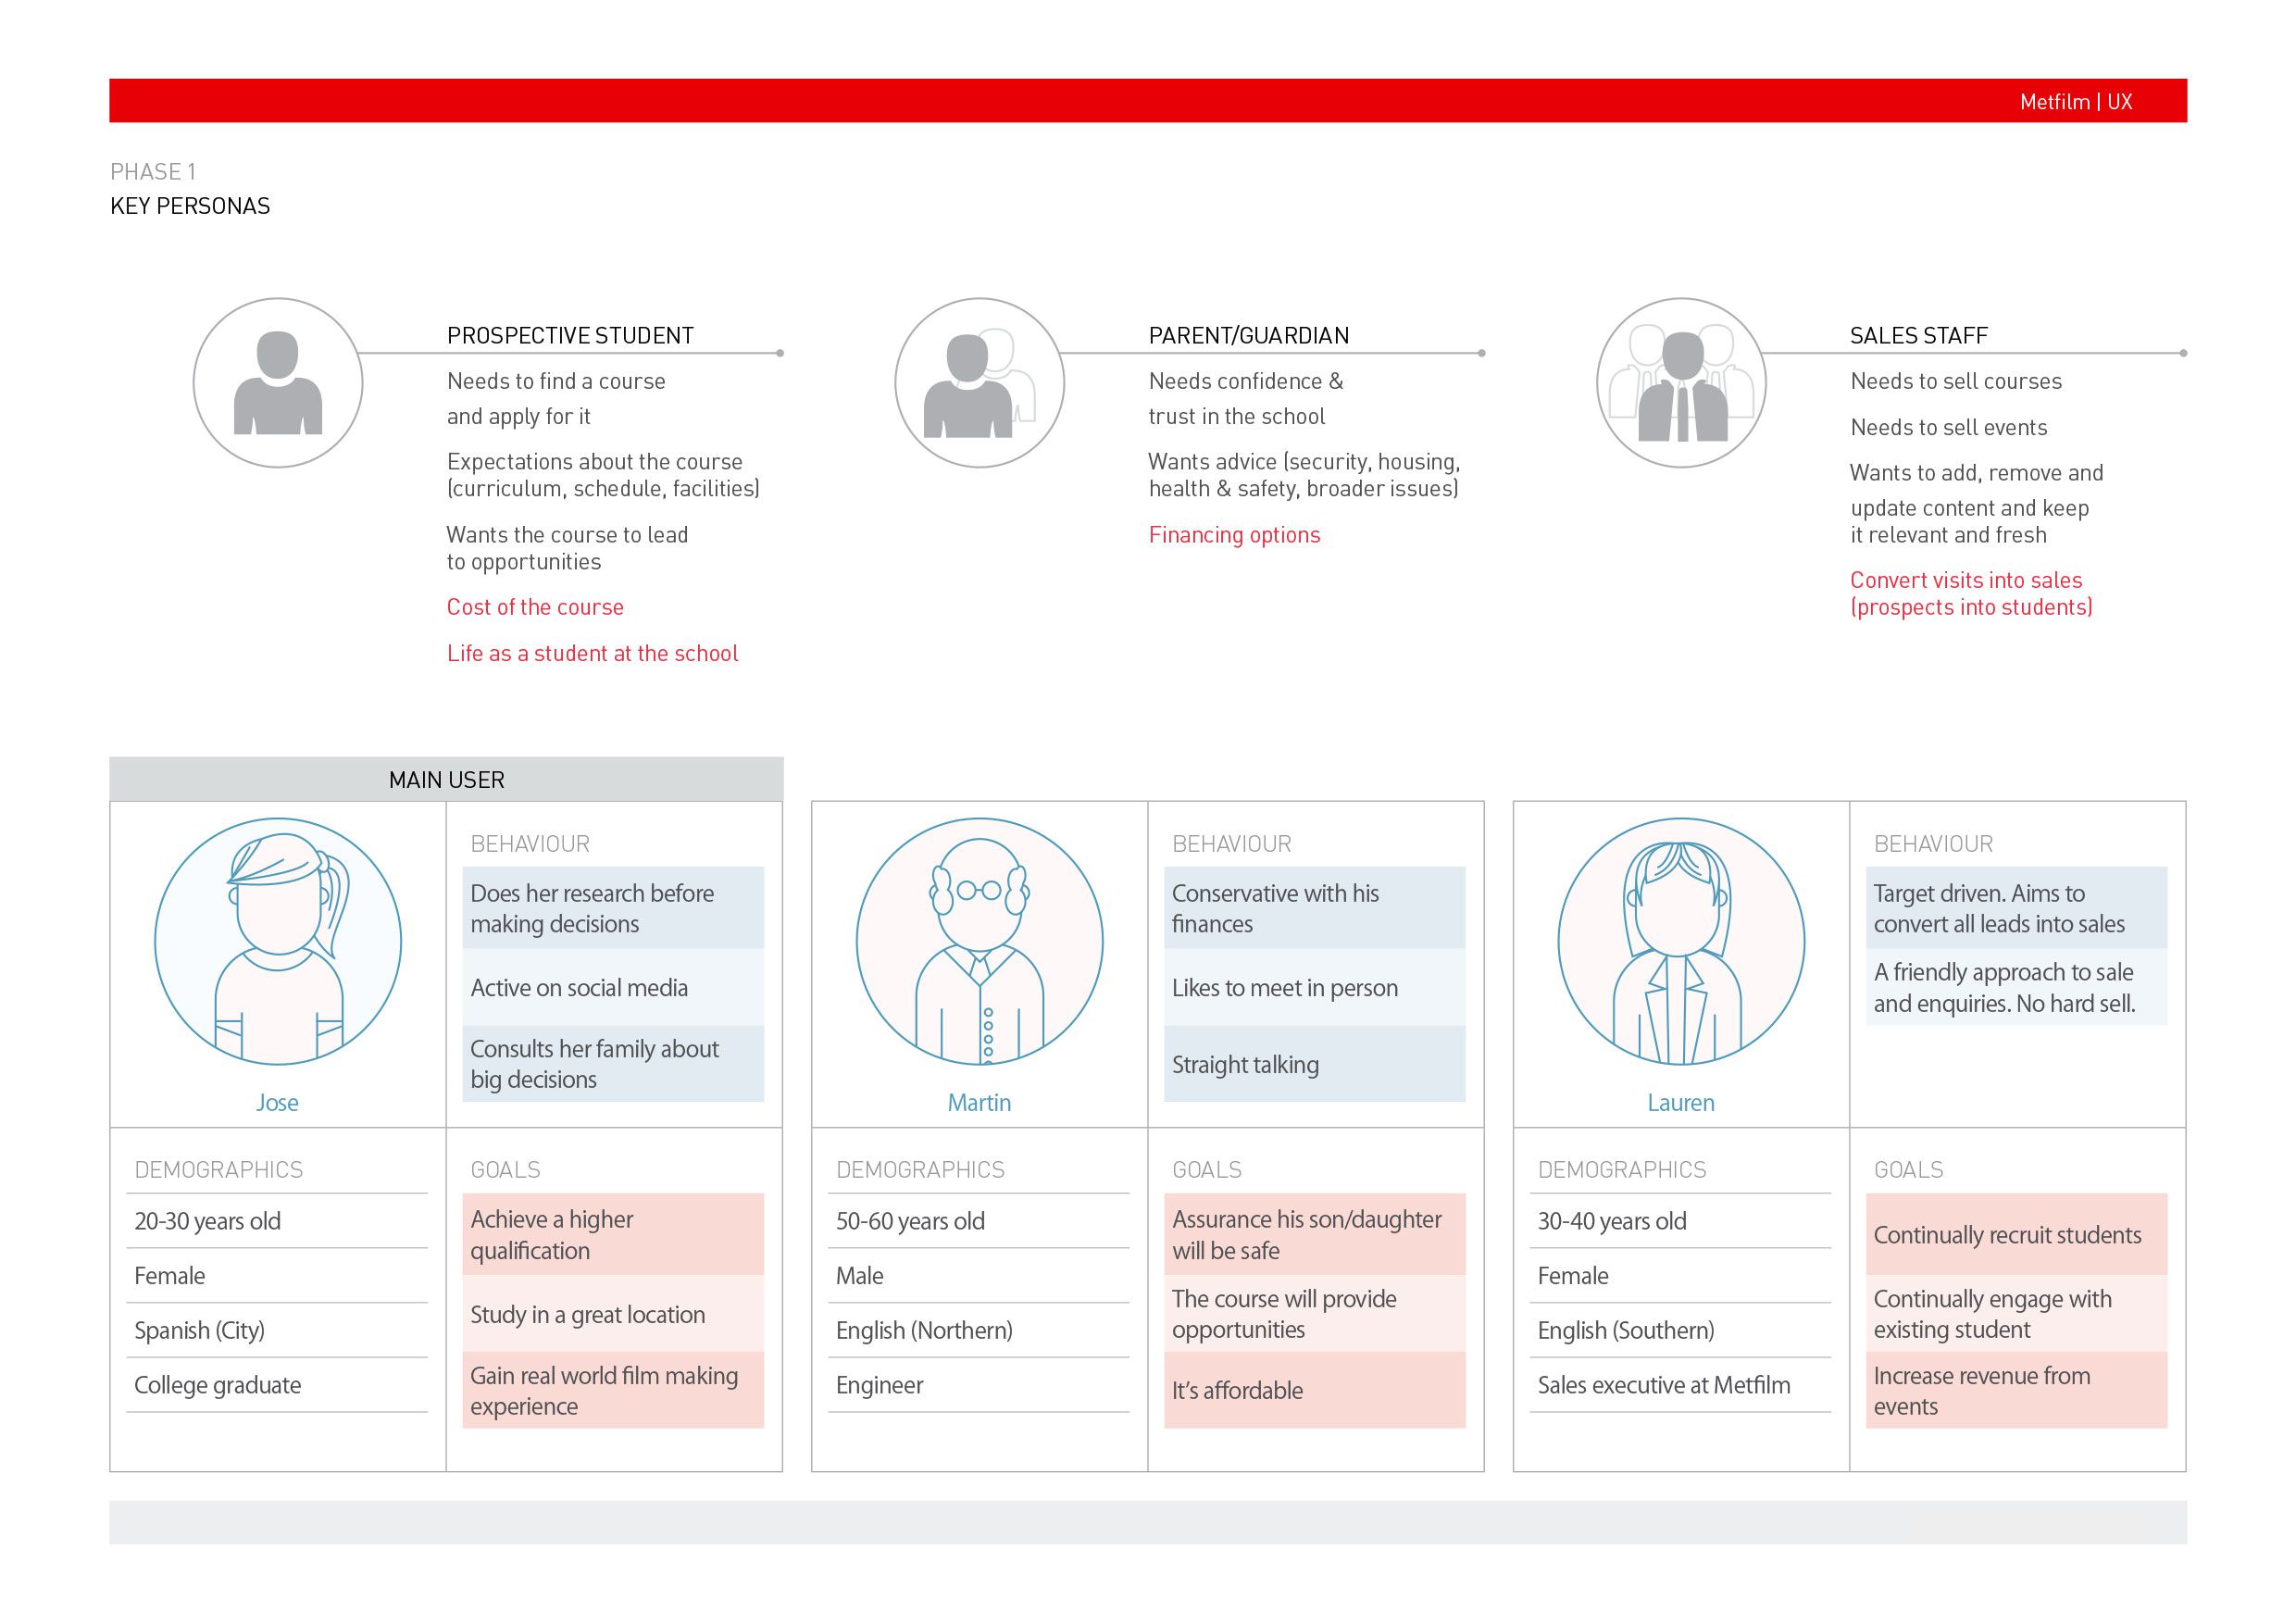 Metfilm | UX
PHASE 1
KEY PERSONAS
PROSPECTIVE STUDENT
Needs to find a course
and apply for it
Expectations about the course
(curriculum, schedule, facilities)
Wants the course to lead
to opportunities
Cost of the course
Life as a student at the school
PARENT/GUARDIAN
Needs confidence &
trust in the school
Wants advice (security, housing,
health & safety, broader issues)
Financing options
SALES STAFF
Needs to sell courses
Needs to sell events
Wants to add, remove and
update content and keep
it relevant and fresh
Convert visits into sales
(prospects into students)
MAIN USER
Jose
BEHAVIOUR
Does her research before
making decisions
Active on social media
Consults her family about
big decisions
DEMOGRAPHICS
20-30 years old
Female
Spanish (City)
College graduate
GOALS
Achieve a higher
qualification
Study in a great location
Gain real world film making
experience
Martin
BEHAVIOUR
Conservative with his
finances
Likes to meet in person
Straight talking
DEMOGRAPHICS
50-60 years old
Male
English (Northern)
Engineer
GOALS
Assurance his son/daughter
will be safe
The course will provide
opportunities
It’s affordable
Lauren
BEHAVIOUR
Target driven. Aims to
convert all leads into sales
A friendly approach to sale
and enquiries. No hard sell.
DEMOGRAPHICS
30-40 years old
Female
English (Southern)
Sales executive at Metfilm
GOALS
Continually recruit students
Continually engage with
existing student
Increase revenue from
events